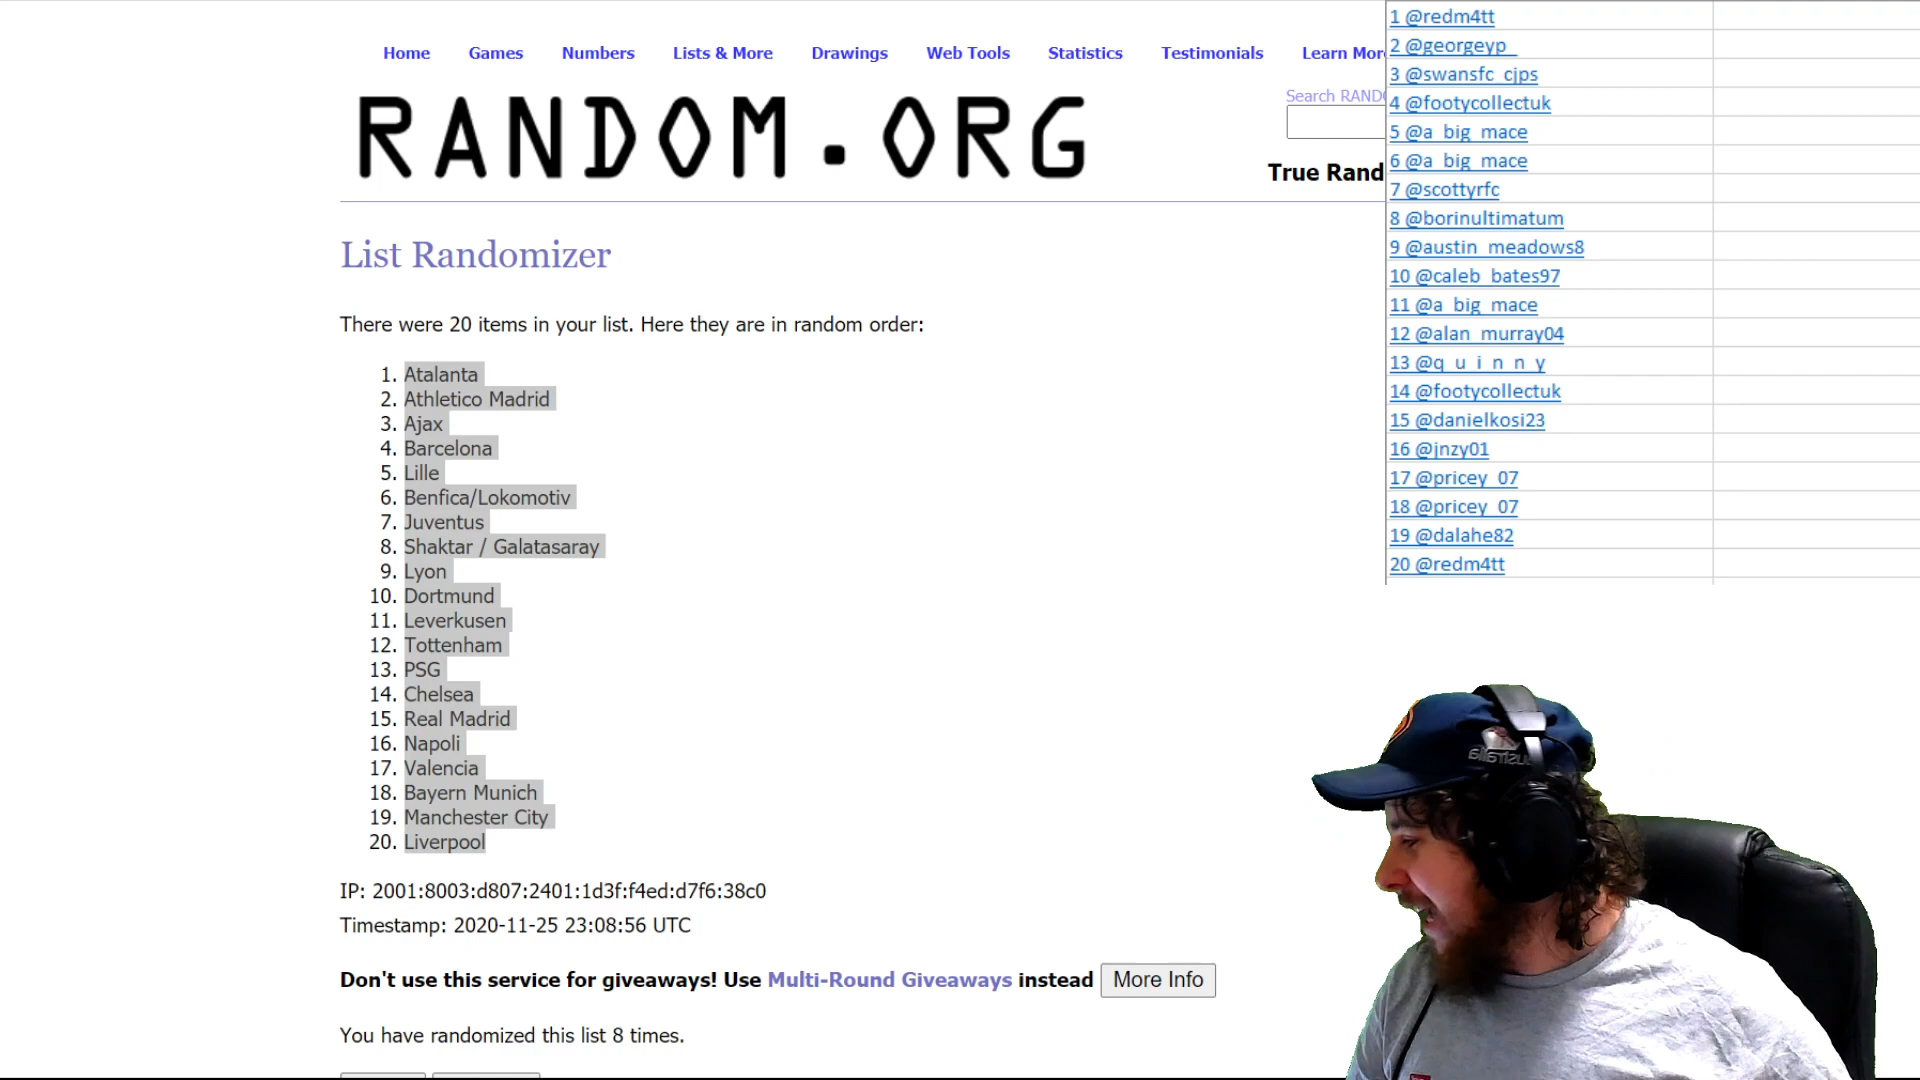 Home Games Numbers Lists & More Drawings Web Tools Statistics Testimonials Learn More
RANDOM.ORG
Search RAND
True Rand
List Randomizer
There were 20 items in your list. Here they are in random order:
1. Atalanta
2. Athletico Madrid
3. Ajax
4. Barcelona
5. Lille
6. Benfica/Lokomotiv
7. Juventus
8. Shaktar / Galatasaray
9. Lyon
10. Dortmund
11. Leverkusen
12. Tottenham
13. PSG
14. Chelsea
15. Real Madrid
16. Napoli
17. Valencia
18. Bayern Munich
19. Manchester City
20. Liverpool
IP: 2001:8003:d807:2401:1d3f:f4ed:d7f6:38c0
Timestamp: 2020-11-25 23:08:56 UTC
Don't use this service for giveaways! Use Multi-Round Giveaways instead More Info
You have randomized this list 8 times.
1 @redm4tt
2 @georgeyp_
3 @swansfc_cjps
4 @footycollectuk
5 @a_big_mace
6 @a_big_mace
7 @scottyrfc
8 @borinultimatum
9 @austin_meadows8
10 @caleb_bates97
11 @a_big_mace
12 @alan_murray04
13 @q_u_i_n_n_y
14 @footycollectuk
15 @danielkosi23
16 @jnzy01
17 @pricey_07
18 @pricey_07
19 @dalahe82
20 @redm4tt